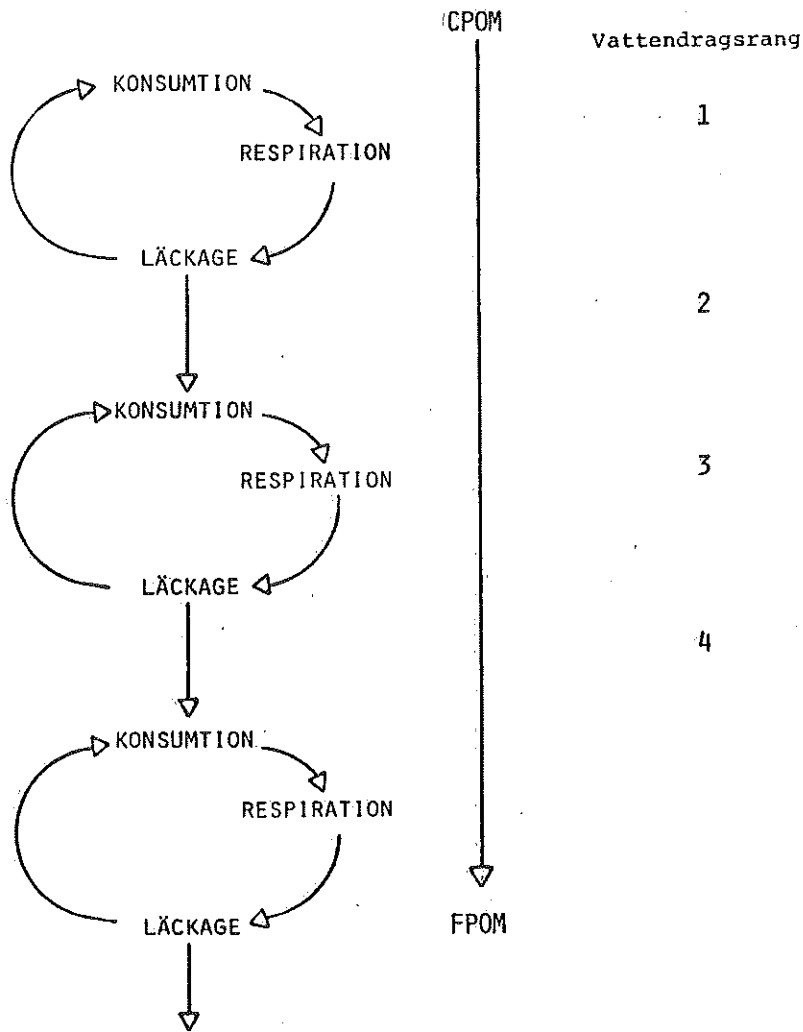 CPOM
Vattendragsrang
KONSUMTION
1
RESPIRATION
LÄCKAGE
2
KONSUMTION
3
RESPIRATION
LÄCKAGE
4
KONSUMTION
RESPIRATION
LÄCKAGE
FPOM